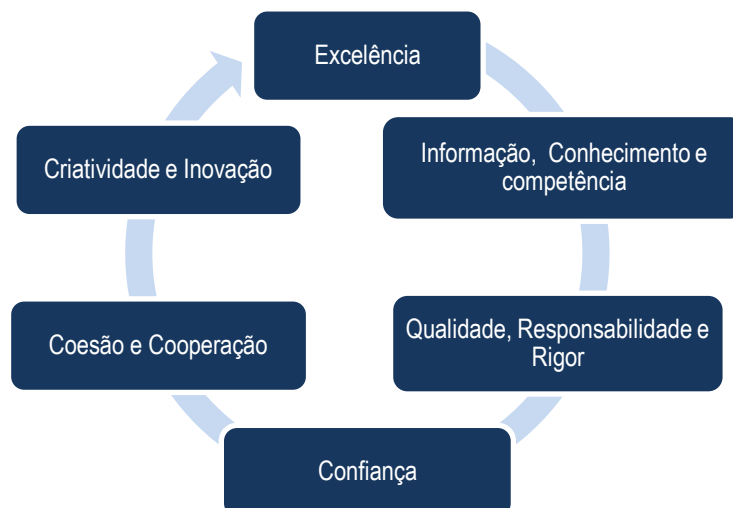 Excelência
Informação, Conhecimento e
competência
Qualidade, Responsabilidade e
Rigor
Confiança
Coesão e Cooperação
Criatividade e Inovação